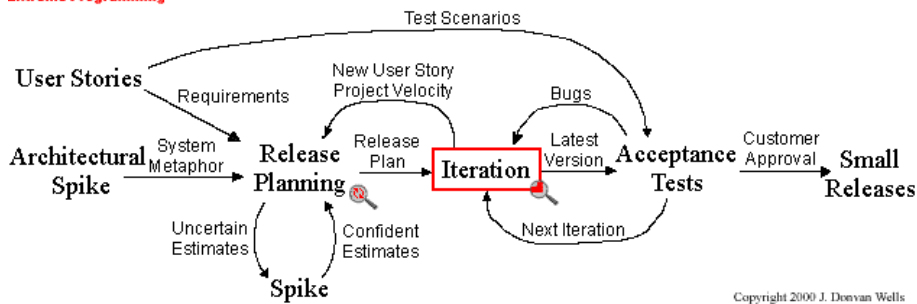 Test Scenarios
User Stories
New User Story
Project Velocity
Bugs
Requirements
Architectural
Spike
System
Metaphor
Release
Planning
Release
Plan
Iteration
Latest
Version
Acceptance
Tests
Customer
Approval
Small
Releases
Uncertain
Estimates
Confident
Estimates
Next Iteration
Spike
Copyright 2000 J. Donvan Wells